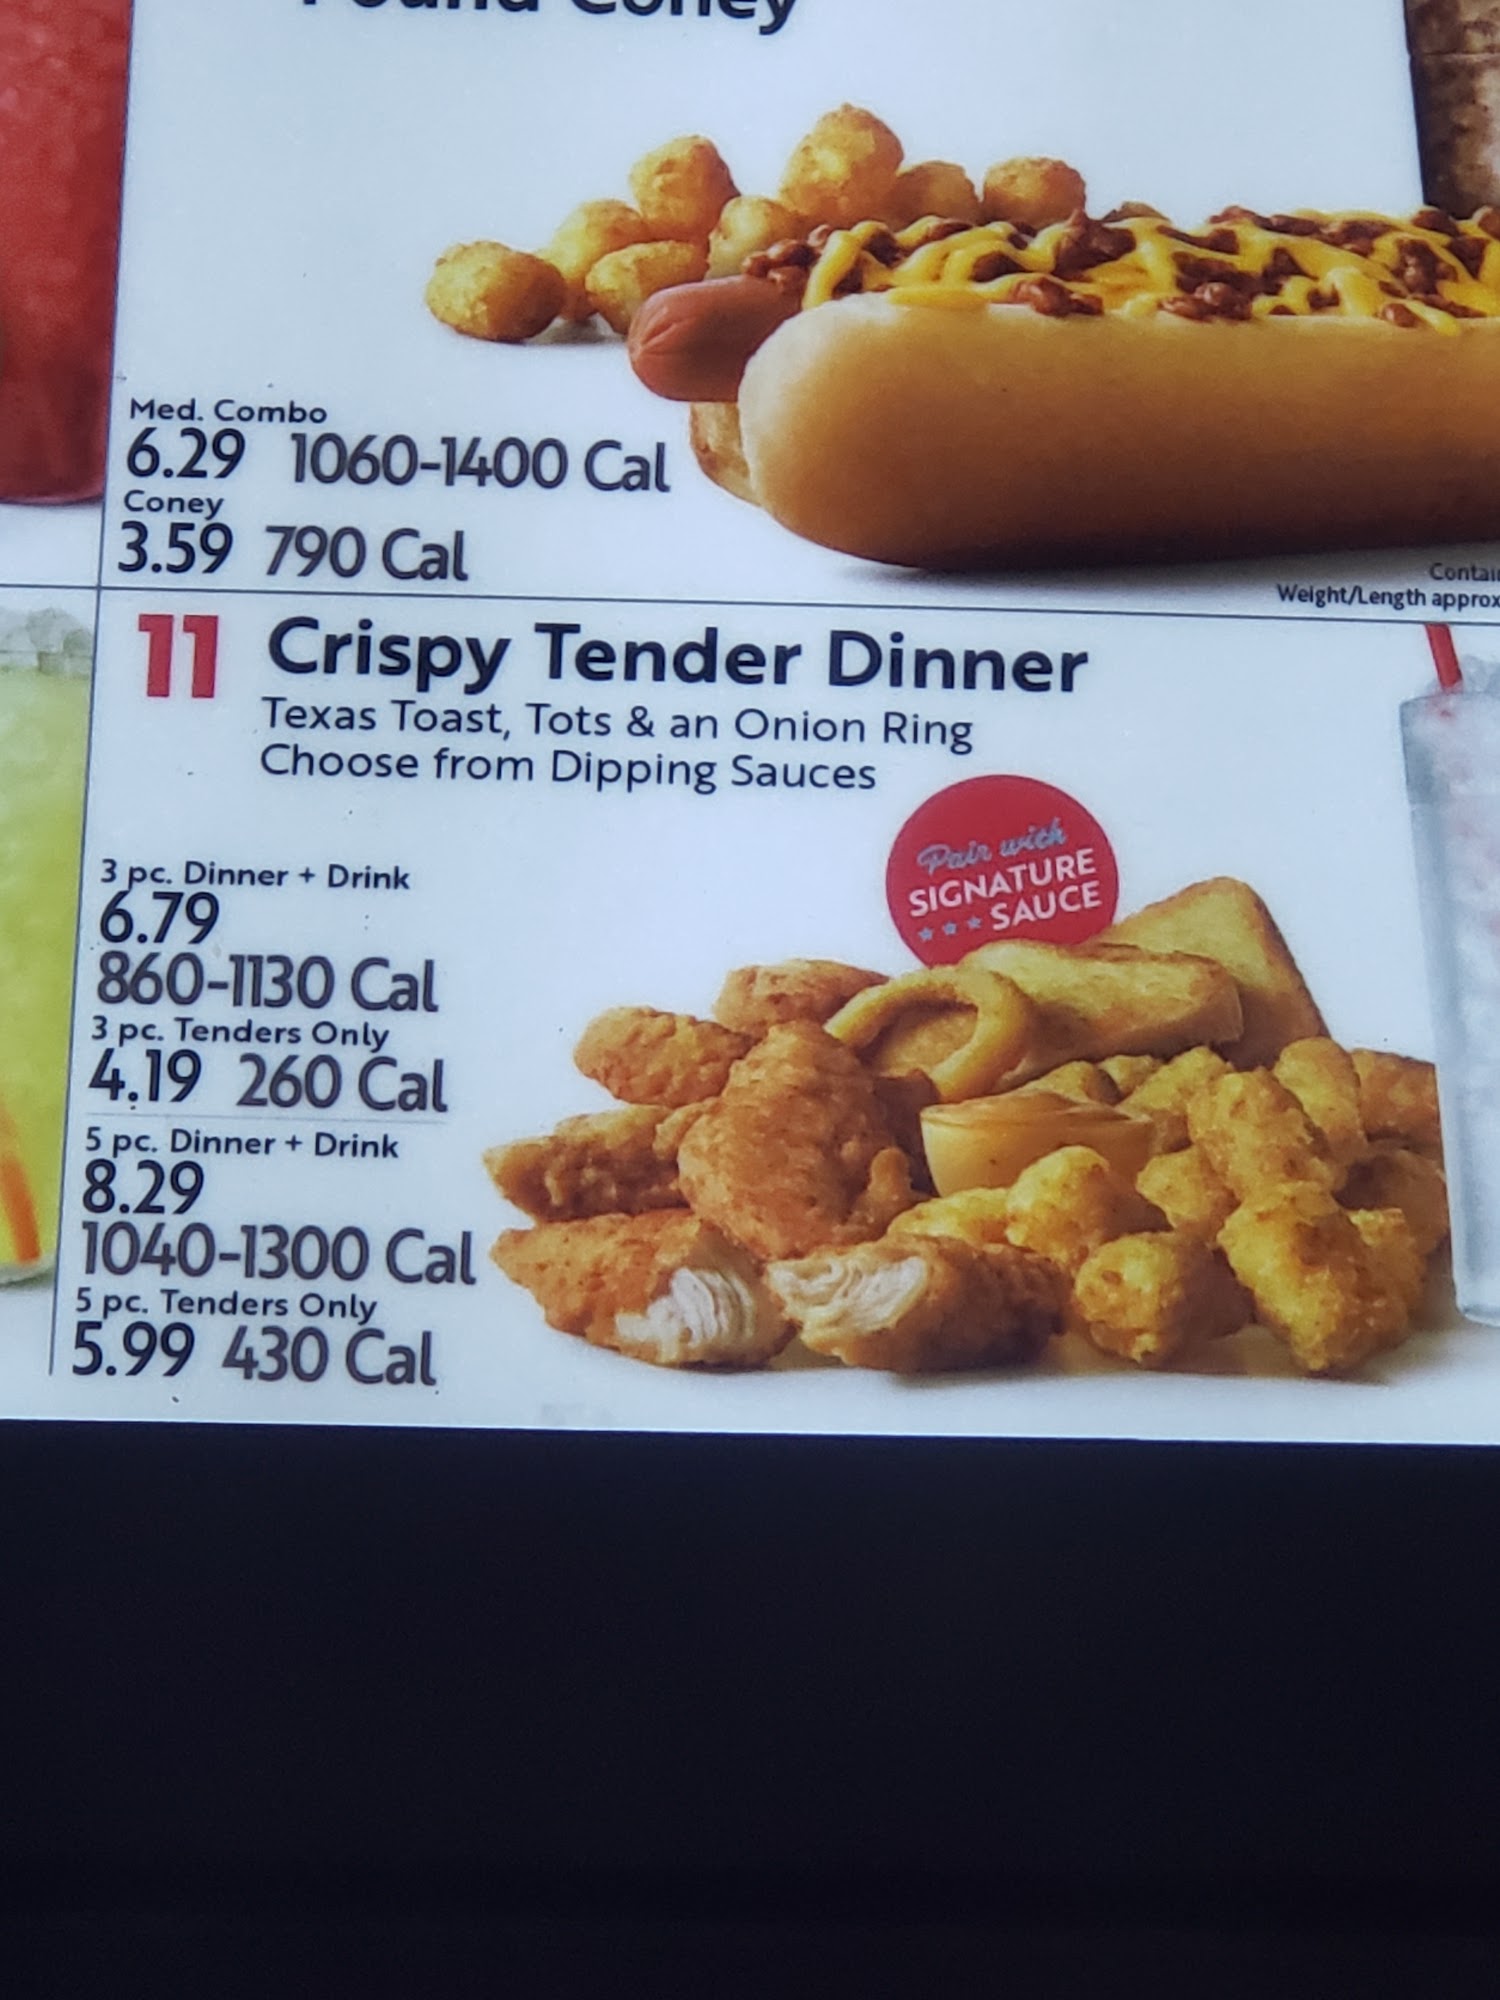 Pound Coney
Med. Combo
6.29 1060-1400 Cal
Coney
3.59 790 Cal
Weight/Length approx
11 Crispy Tender Dinner
Texas Toast, Tots & an Onion Ring
Choose from Dipping Sauces
Pair with
SIGNATURE
SAUCE
3 pc. Dinner + Drink
6.79
860-1130 Cal
3 pc. Tenders Only
4.19 260 Cal
5 pc. Dinner + Drink
8.29
1040-1300 Cal
5 pc. Tenders Only
5.99 430 Cal